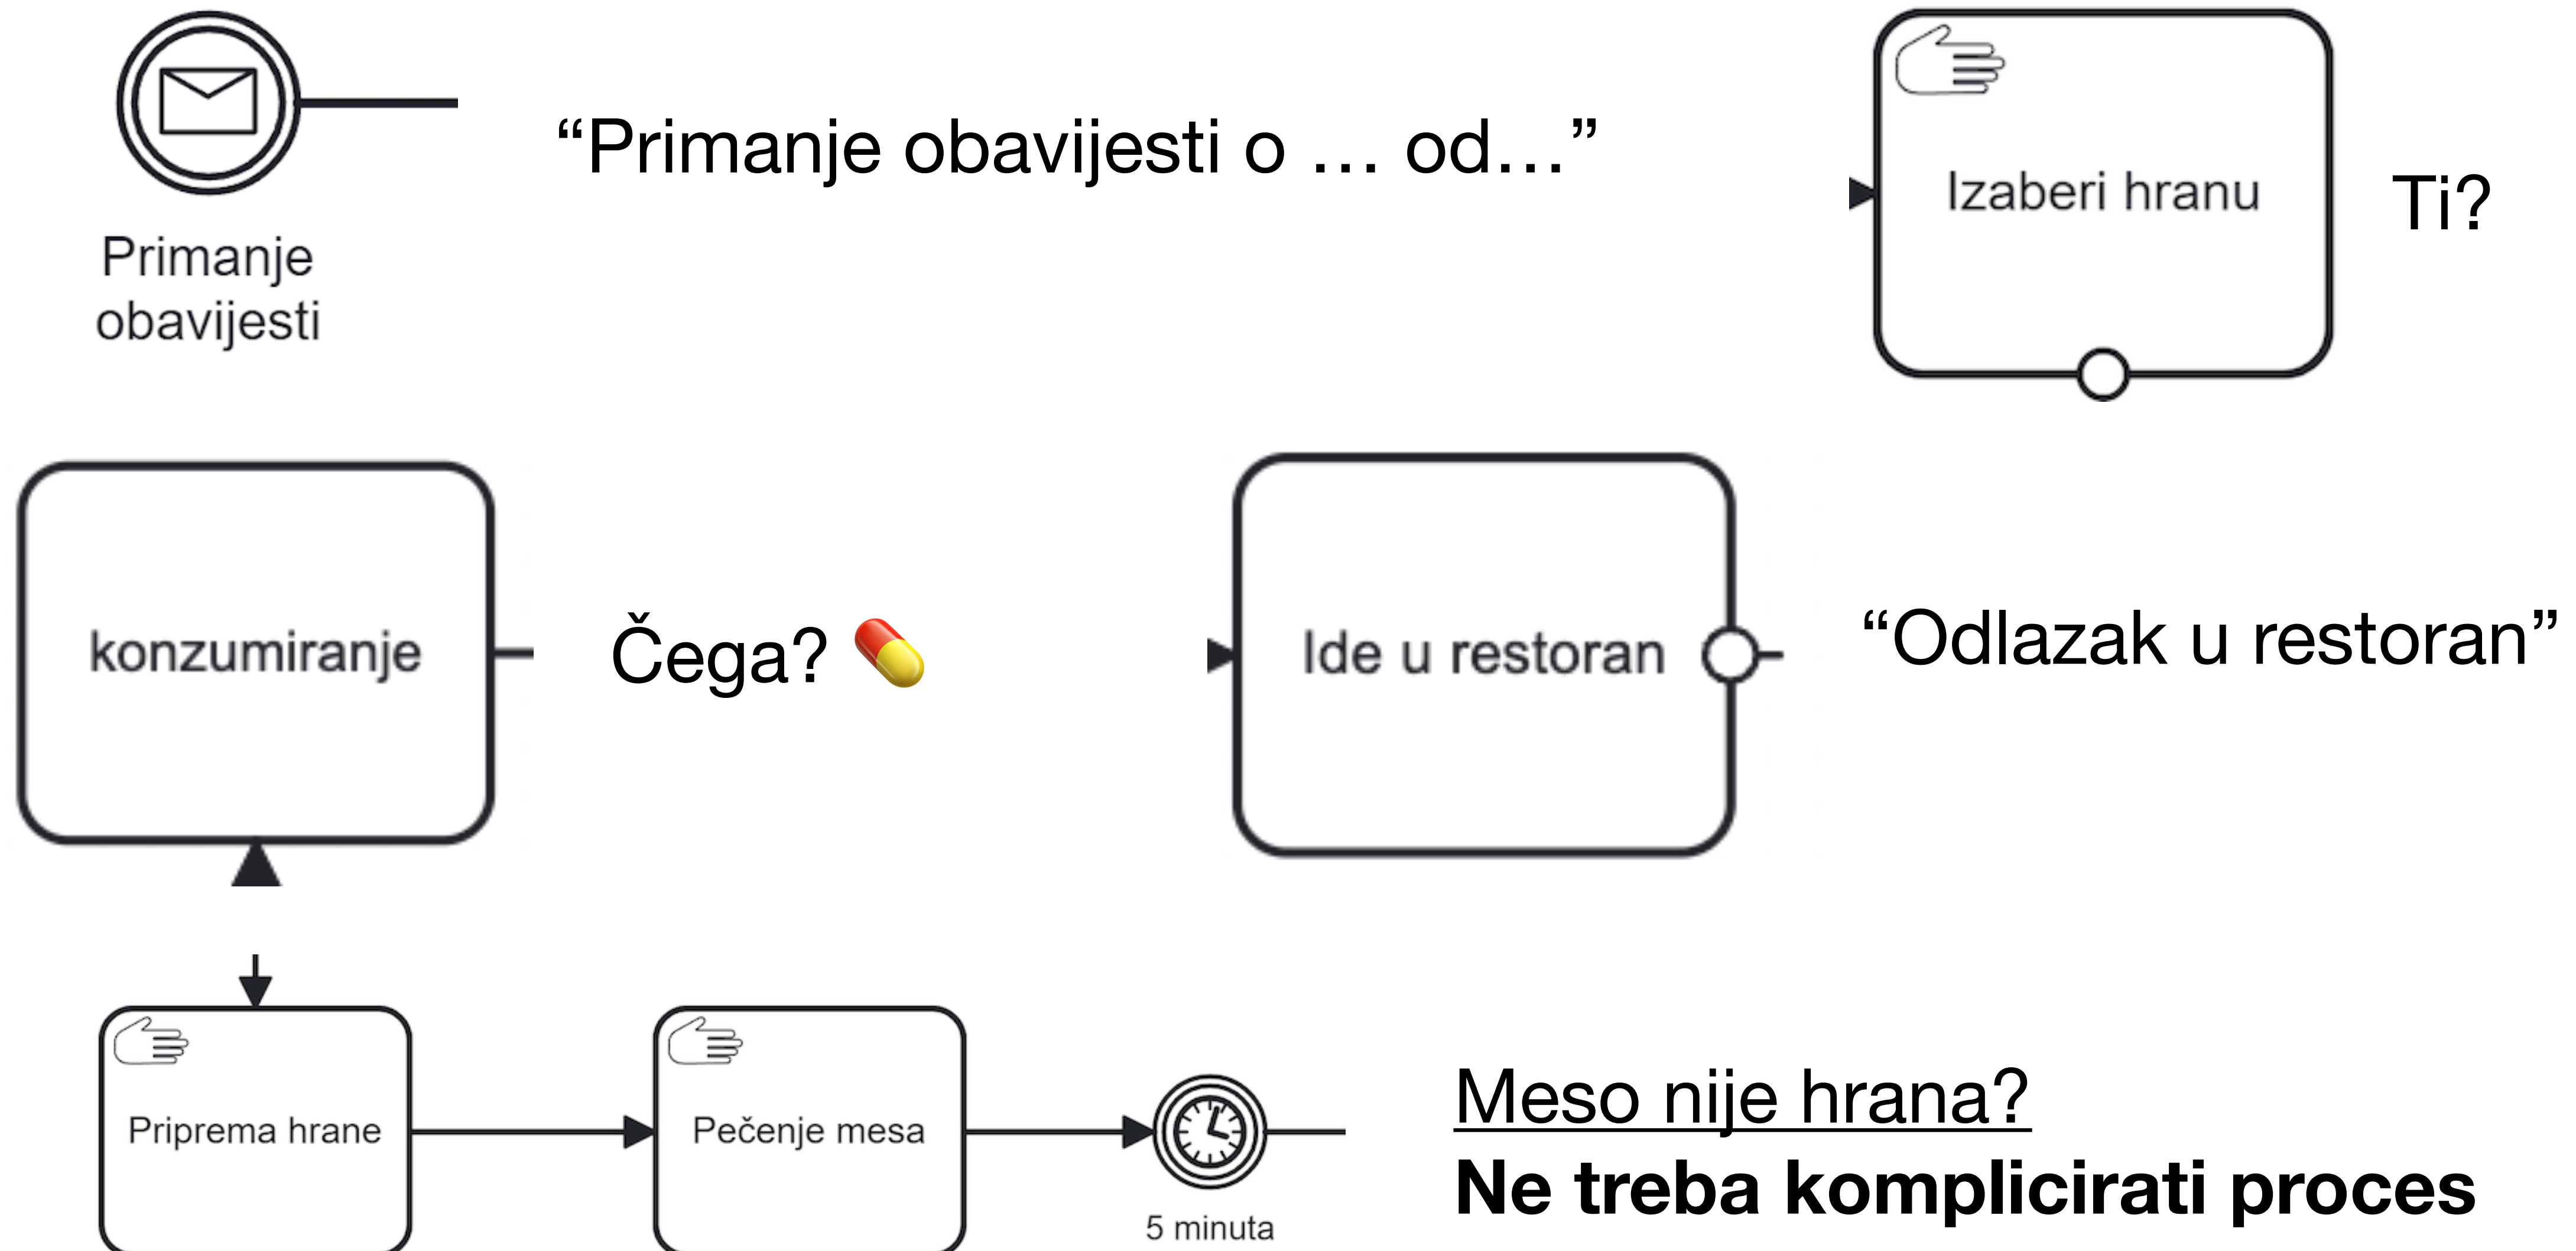 “Primanje obavijesti o … od…”
Primanje
obavijesti
Izaberi hranu
Ti?
konzumiranje
Čega? 💊
Ide u restoran
“Odlazak u restoran”
Priprema hrane
Pečenje mesa
5 minuta
Meso nije hrana?
Ne treba komplicirati proces